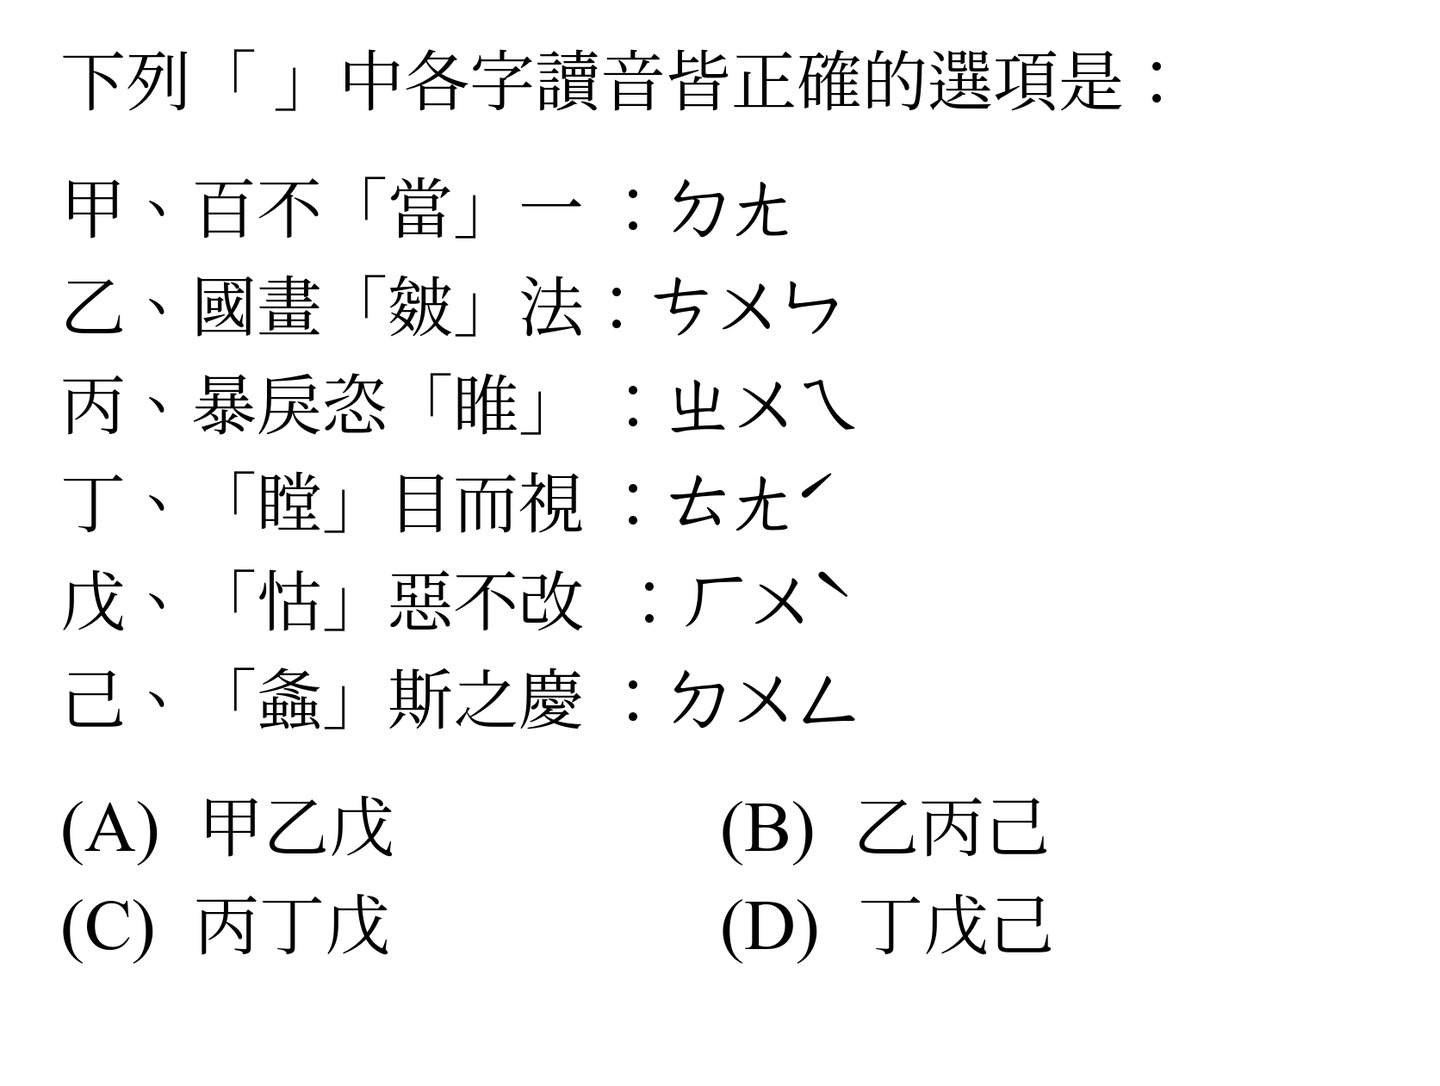 下列「 」中各字讀音皆正確的選項是：
甲、百不「當」一 ：ㄉㄤ
乙、國畫「皴」法：ㄘㄨㄣ
丙、暴戾恣「睢」 ：ㄓㄨㄟ
丁、「瞠」目而視 ：ㄊㄤˊ
戊、「怙」惡不改 ：ㄏㄨˋ
己、「螽」斯之慶 ：ㄉㄨㄥ
(A) 甲乙戊 (B) 乙丙己
(C) 丙丁戊 (D) 丁戊己